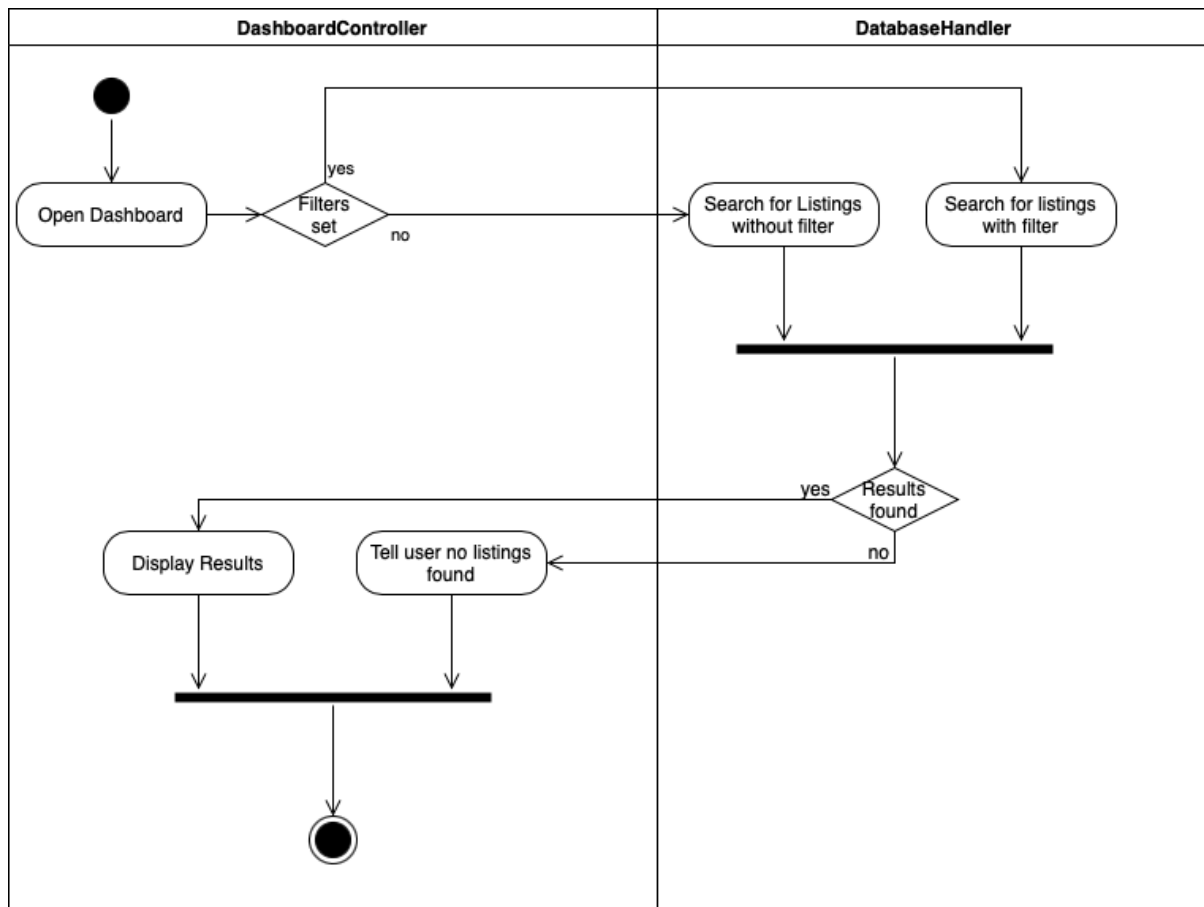 DashboardController
DatabaseHandler
yes
Open Dashboard
Filters
set
no
Search for Listings
without filter
Search for listings
with filter
yes
Results
found
no
Display Results
Tell user no listings
found